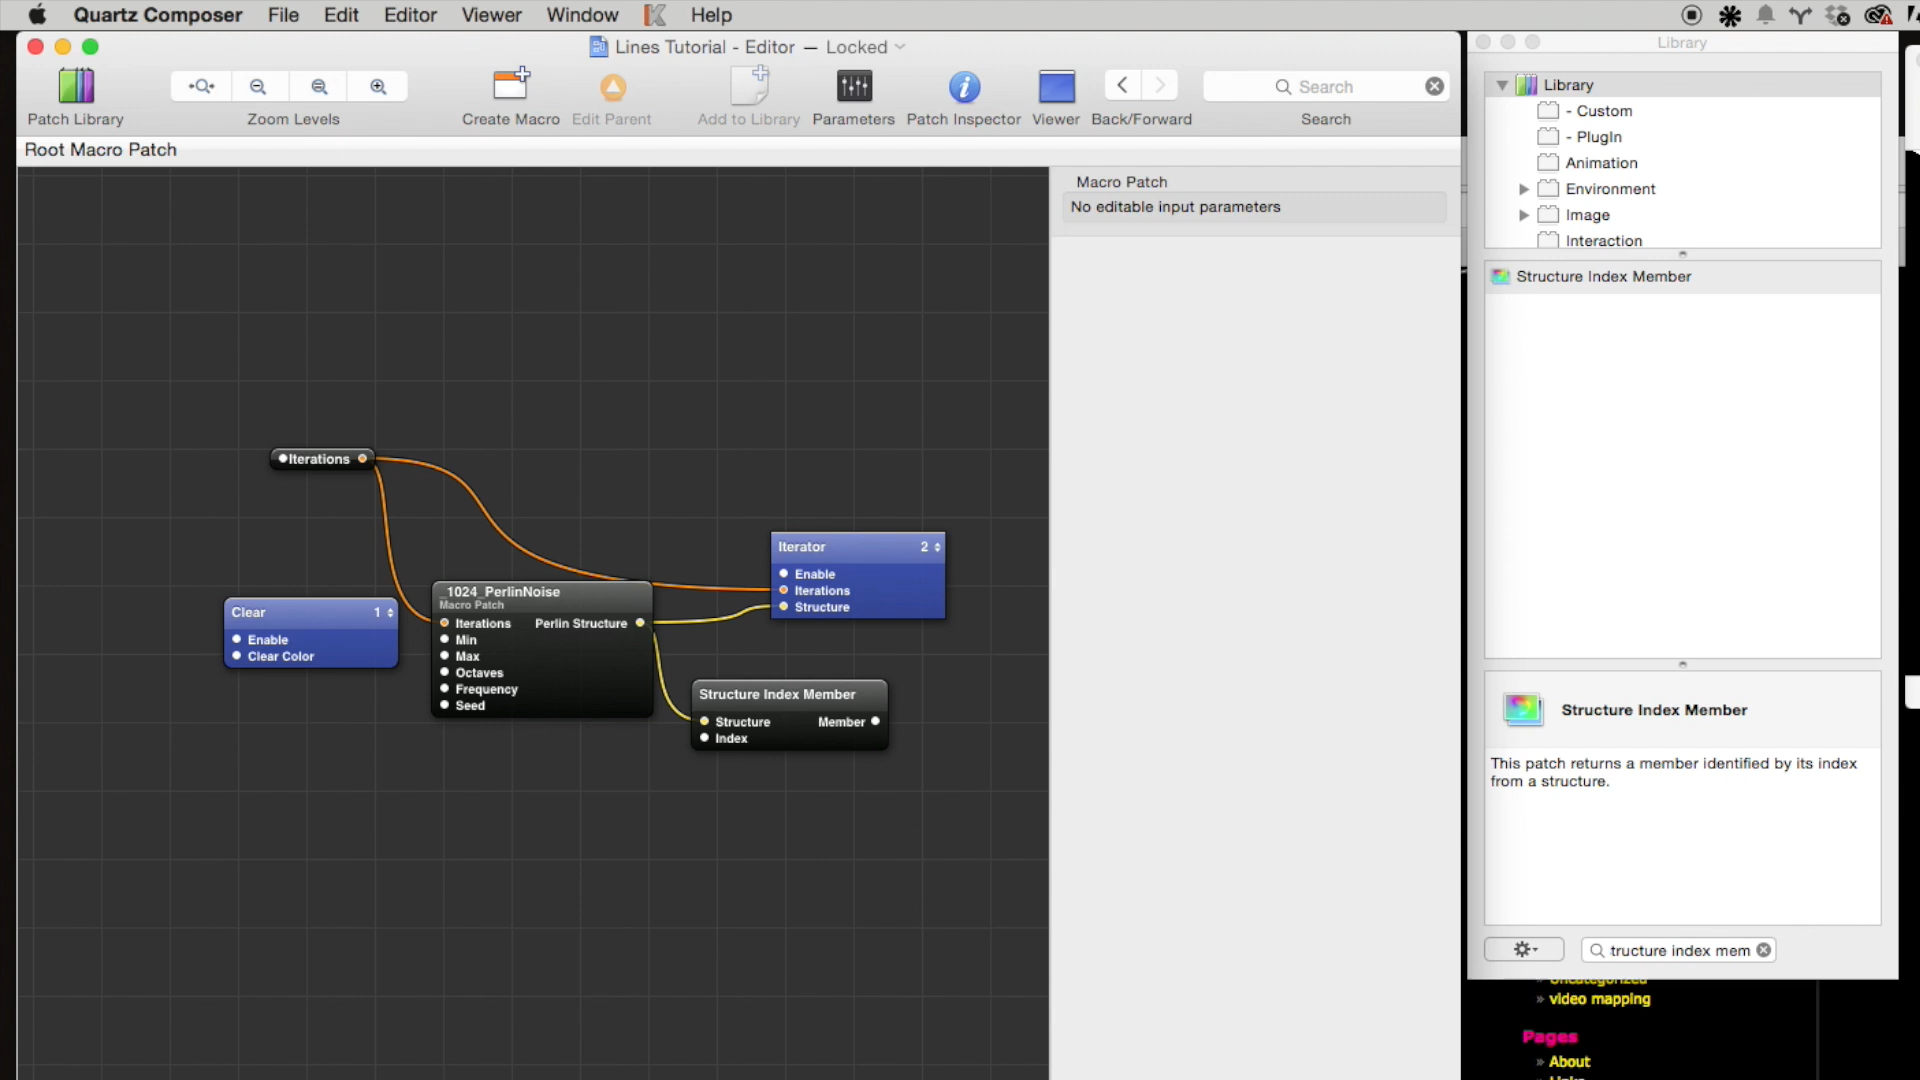 Quartz Composer File Edit Editor Viewer Window Help
Lines Tutorial - Editor — Locked
Patch Library Zoom Levels Create Macro Edit Parent Add to Library Parameters Patch Inspector Viewer Back/Forward Search
Search
Root Macro Patch
Macro Patch
No editable input parameters
Iterations
Clear 1
Enable
Clear Color
_1024_PerlinNoise
Macro Patch
Iterations Perlin Structure
Min
Max
Octaves
Frequency
Seed
Iterator 2
Enable
Iterations
Structure
Structure Index Member
Structure Member
Index
Library
Library
- Custom
- PlugIn
Animation
Environment
Image
Interaction
Structure Index Member
Structure Index Member
This patch returns a member identified by its index
from a structure.
tructure index mem
» Uncategorized
» video mapping
Pages
» About